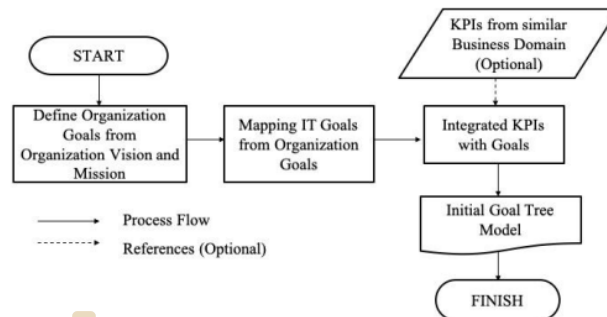 START
KPIs from similar
Business Domain
(Optional)
Define Organization
Goals from
Organization Vision and
Mission
Mapping IT Goals
from Organization
Goals
Integrated KPIs
with Goals
Initial Goal Tree
Model
FINISH
Process Flow
References (Optional)